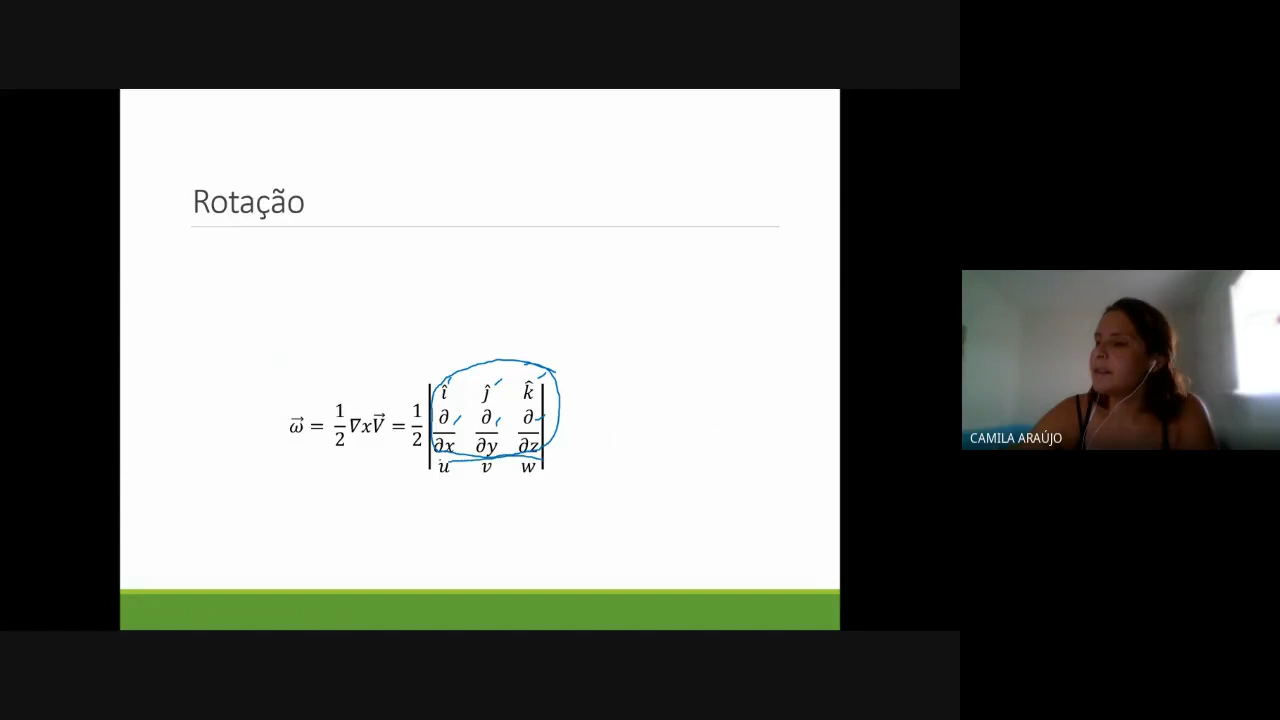 Rotação
ω⃗ = 1/2 ∇xV⃗ = 1/2 | î ĵ k̂ |
| ∂/∂x ∂/∂y ∂/∂z |
| u v w |
CAMILA ARAÚJO